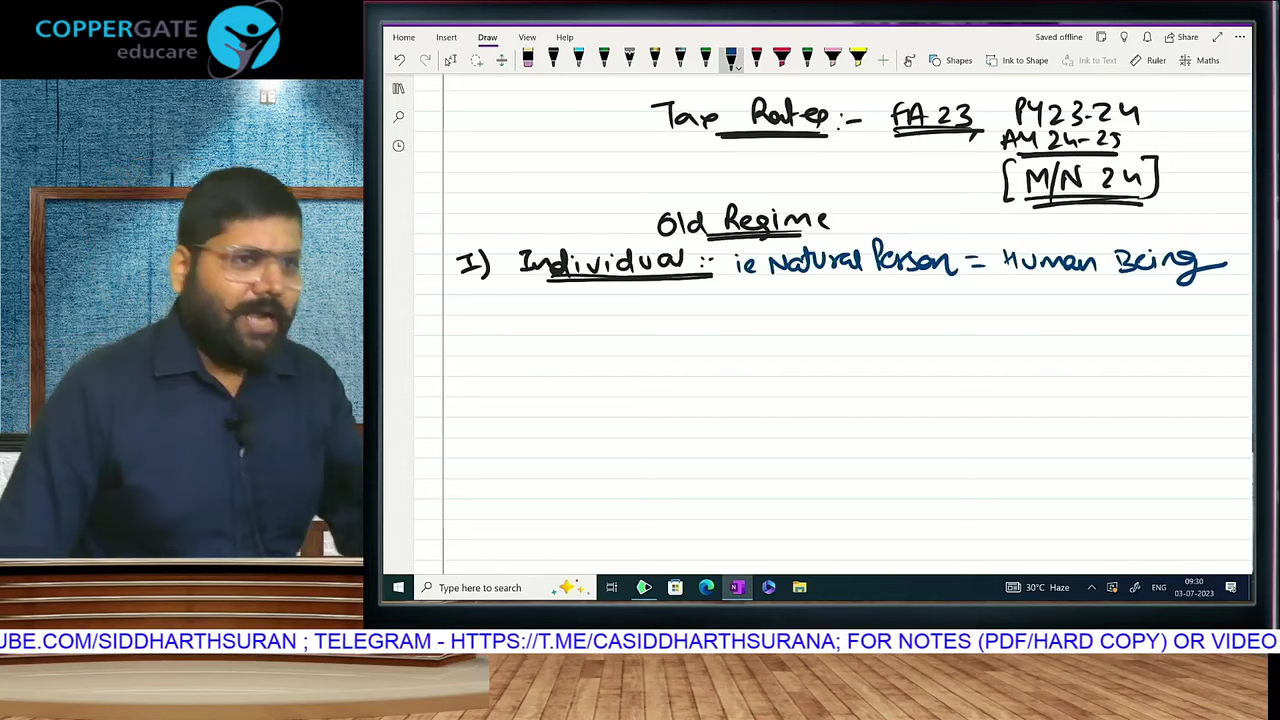 COPPERGATE
educare
Home Insert Draw View Help
Saved offline
Share
Shapes
Ink to Shape
Ink to Text
Ruler
Maths
Tax Rates :- FA 23 PY 23-24
AY 24-25
[M/N 24]
Old Regime
I) Individual :- ie Natural Person = Human Being
Type here to search
30°C Haze
ENG
09:30
03-07-2023
UBE.COM/SIDDHARTHSURAN ; TELEGRAM - HTTPS://T.ME/CASIDDHARTHSURANA; FOR NOTES (PDF/HARD COPY) OR VIDEO